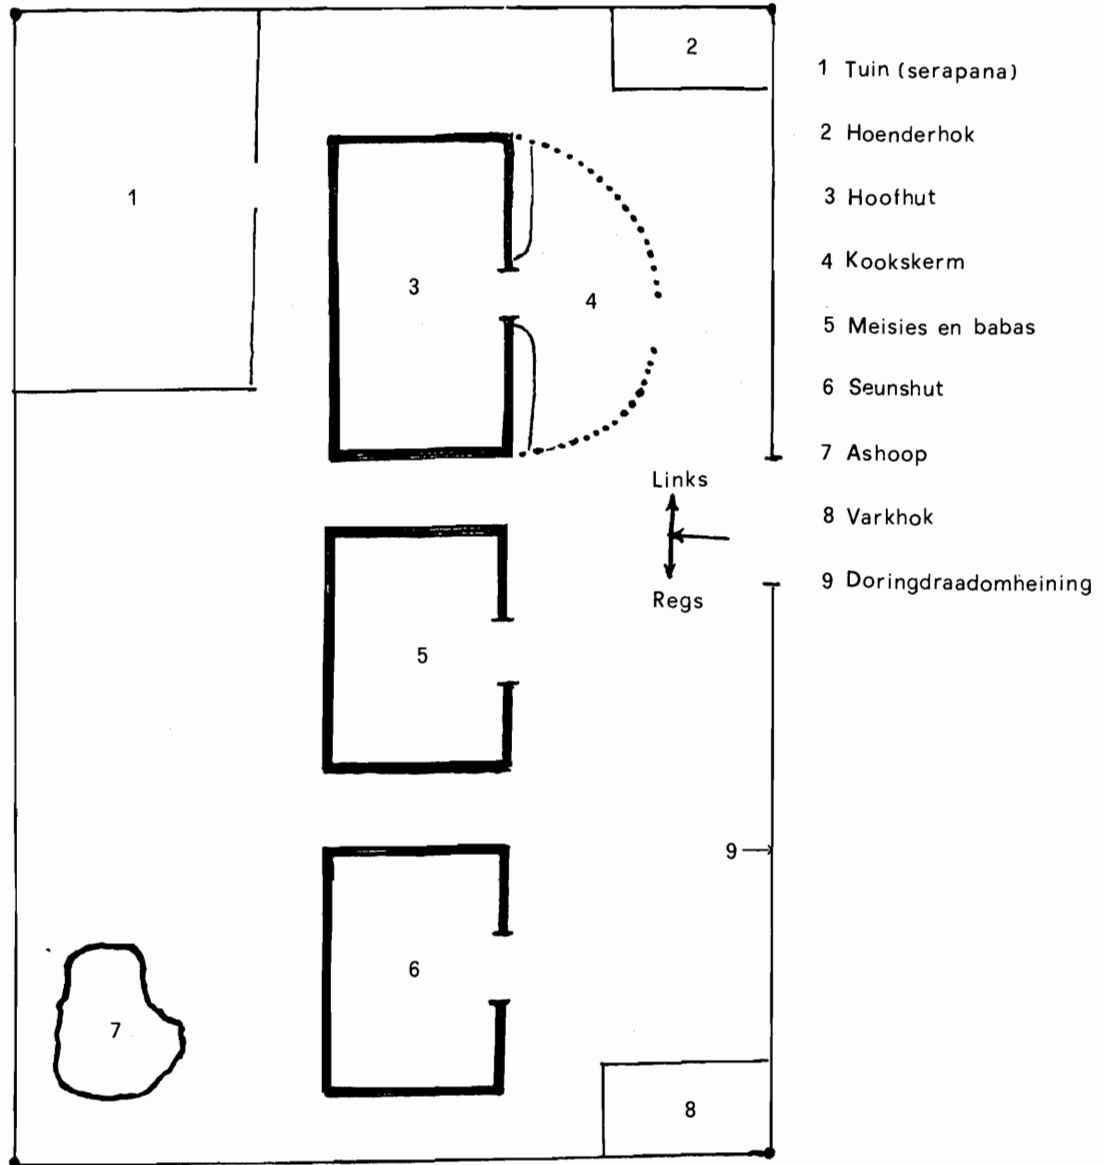 1
2
3
4
Links
Regs
5
9
6
7
8
1 Tuin (serapana)
2 Hoenderhok
3 Hoofhut
4 Kookskerm
5 Meisies en babas
6 Seunshut
7 Ashoop
8 Varkhok
9 Doringdraadomheining